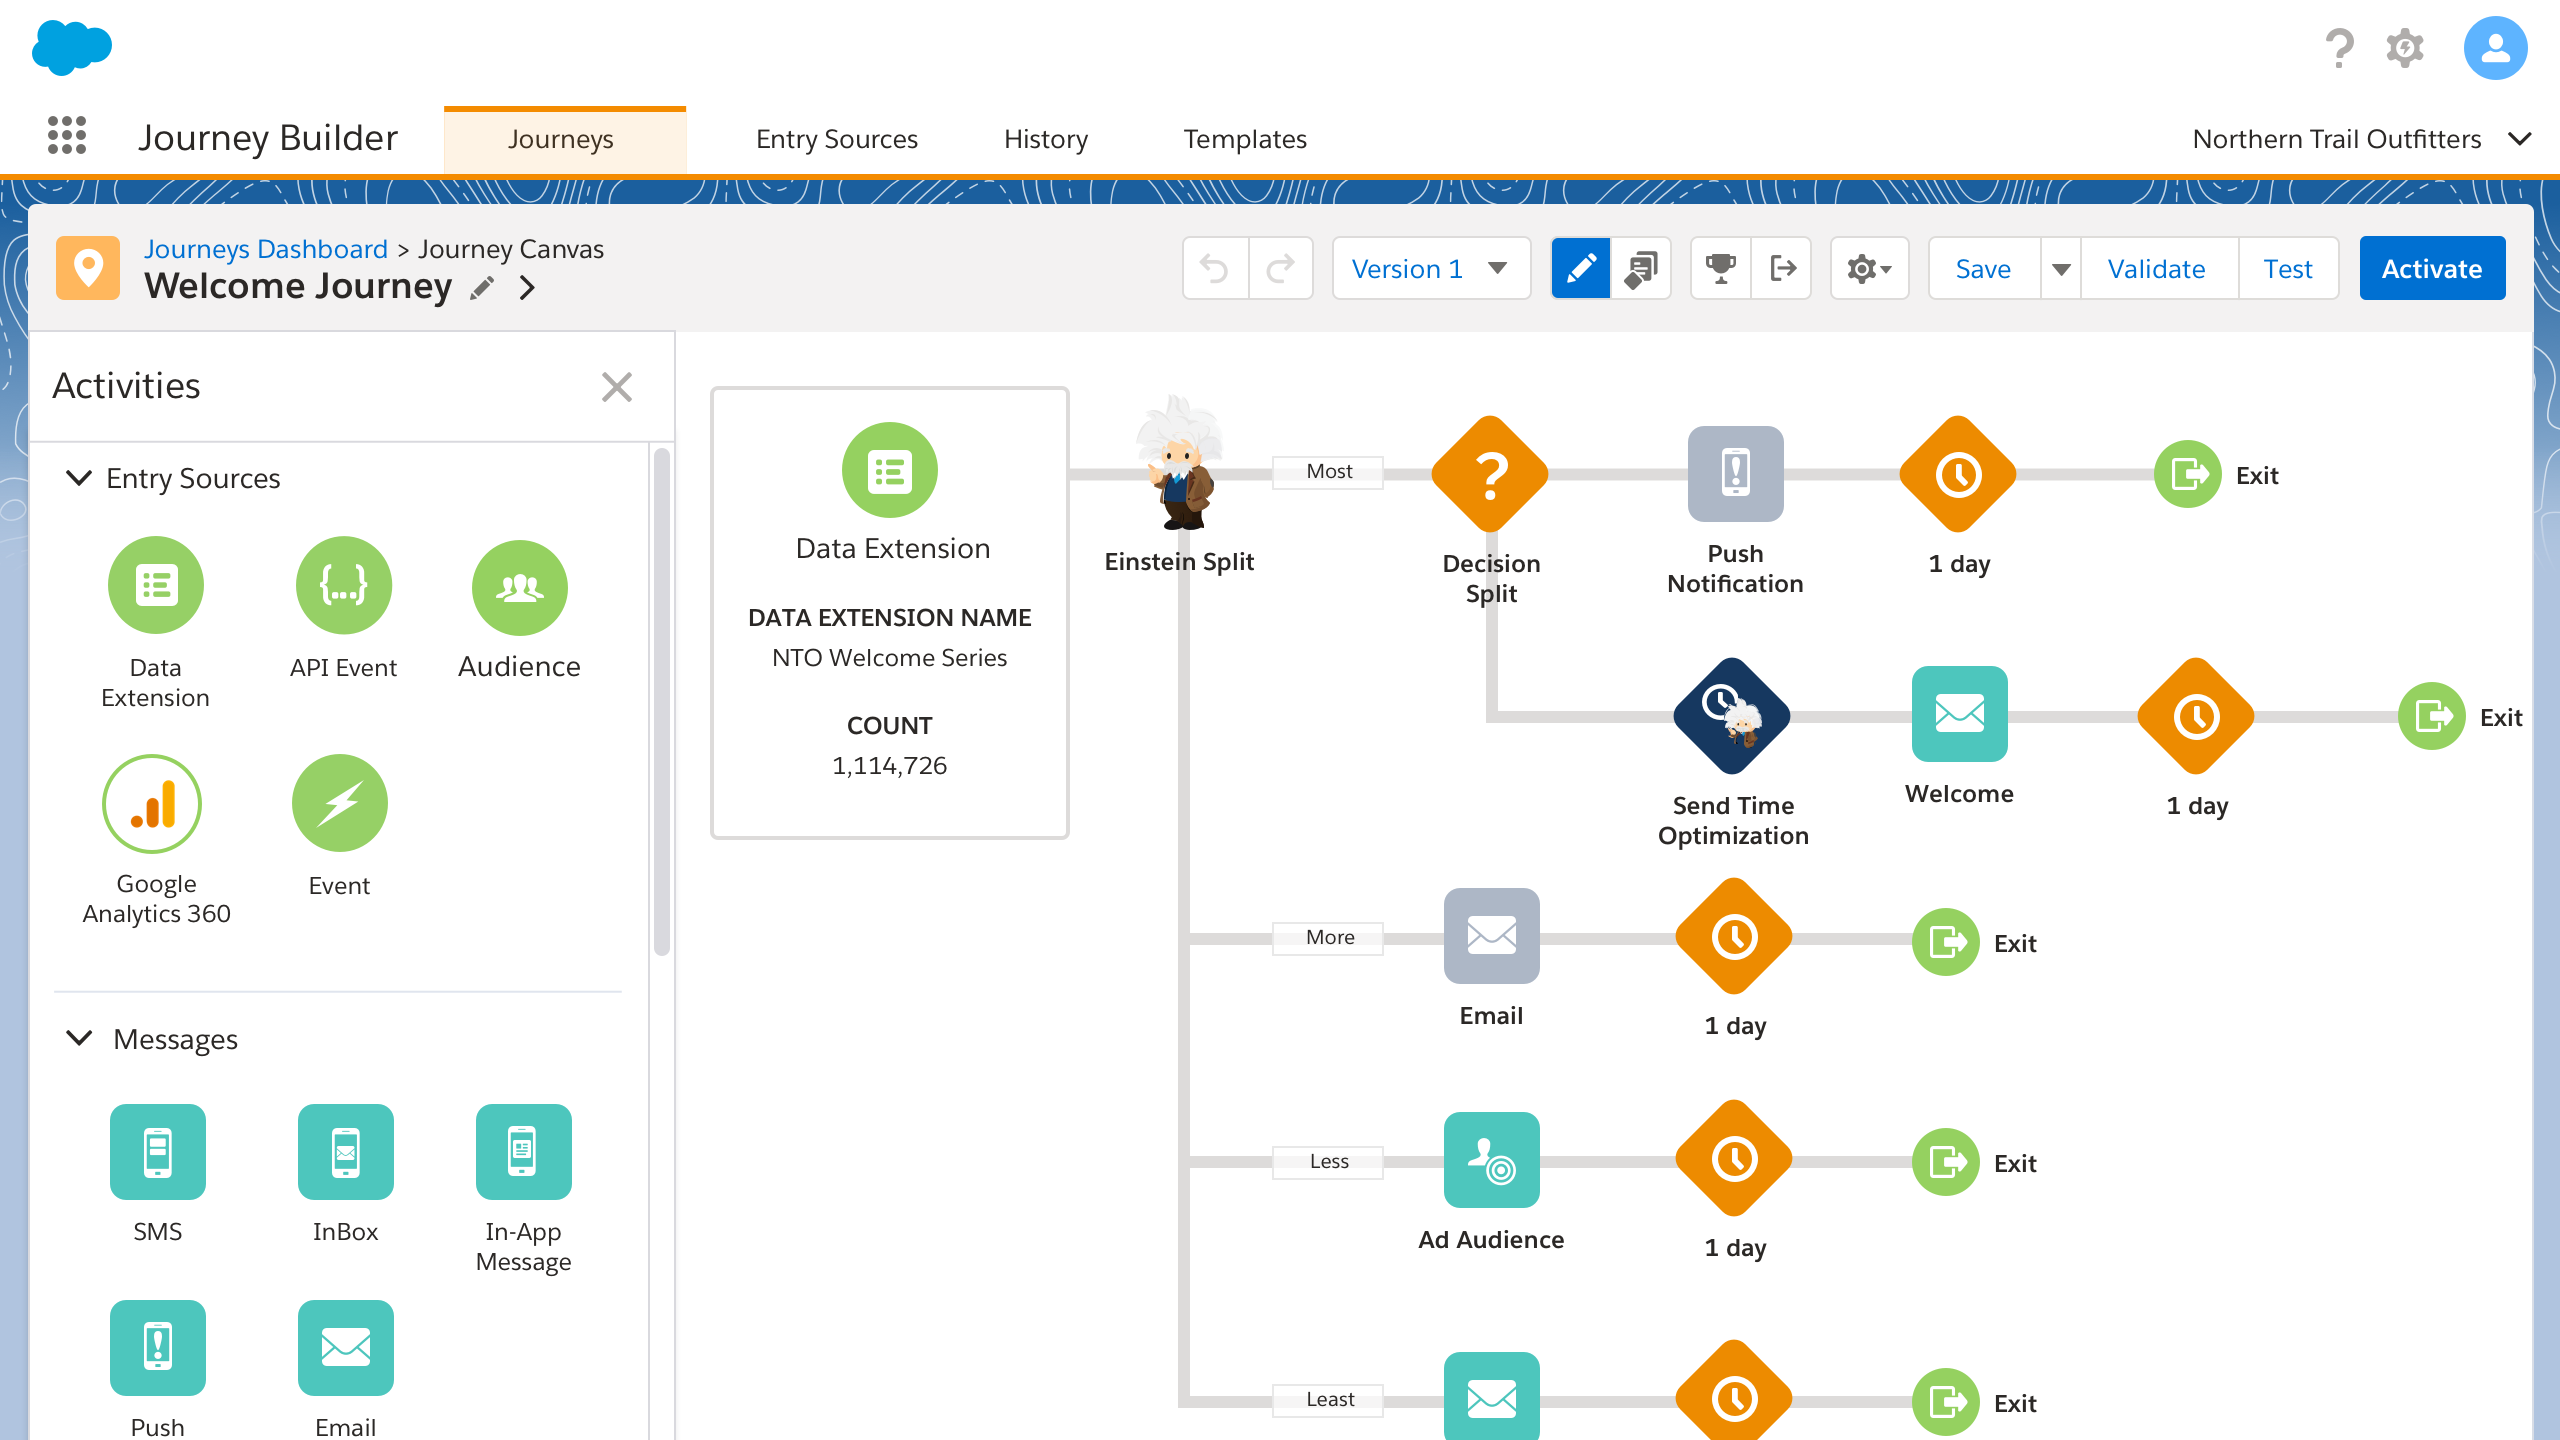 Journey Builder
Journeys
Entry Sources
History
Templates
Northern Trail Outfitters
Journeys Dashboard > Journey Canvas
Welcome Journey
Version 1
Save
Validate
Test
Activate
Activities
Entry Sources
Data
Extension
API Event
Audience
Google
Analytics 360
Event
Messages
SMS
InBox
In-App
Message
Push
Email
Data Extension
DATA EXTENSION NAME
NTO Welcome Series
COUNT
1,114,726
Einstein Split
Most
Decision
Split
Push
Notification
1 day
Exit
Send Time
Optimization
Welcome
1 day
Exit
More
Email
1 day
Exit
Less
Ad Audience
1 day
Exit
Least
Exit